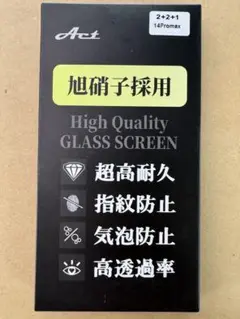 Act
2+2+1
14Promax
旭硝子採用
High Quality
GLASS SCREEN
超高耐久
指紋防止
気泡防止
高透過率